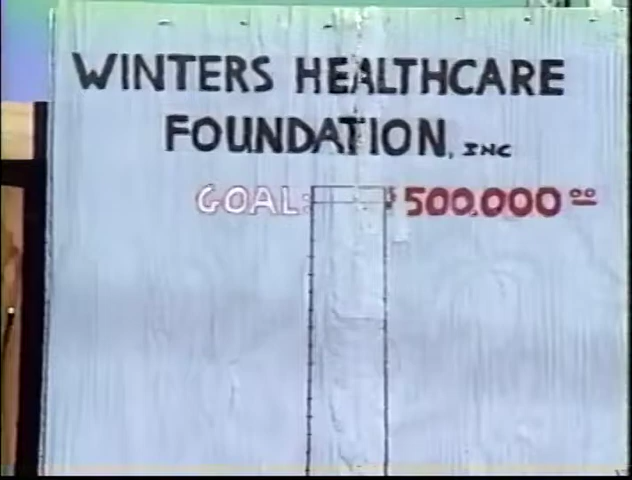 WINTERS HEALTHCARE
FOUNDATION, INC
GOAL: $500,000.00